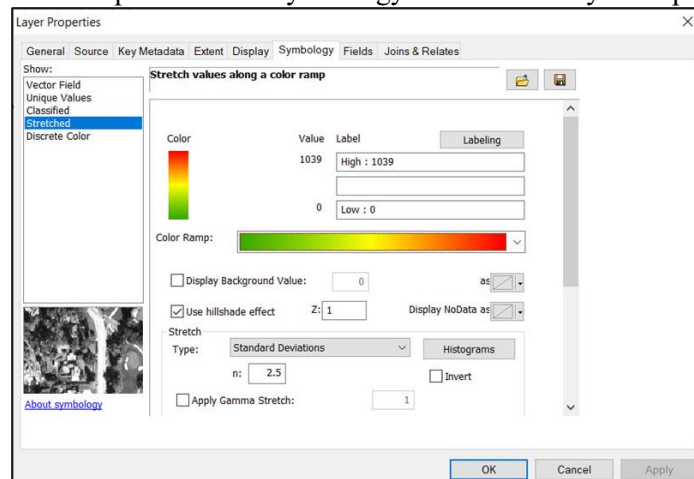 Layer Properties
General Source Key Metadata Extent Display Symbology Fields Joins & Relates
Show:
Vector Field
Unique Values
Classified
Stretched
Discrete Color
Stretch values along a color ramp
Color Value Label Labeling
1039 High : 1039
0 Low : 0
Color Ramp:
Display Background Value: 0 as
Use hillshade effect Z: 1 Display NoData as
Stretch
Type: Standard Deviations Histograms
n: 2.5 Invert
Apply Gamma Stretch: 1
About symbology
OK Cancel Apply